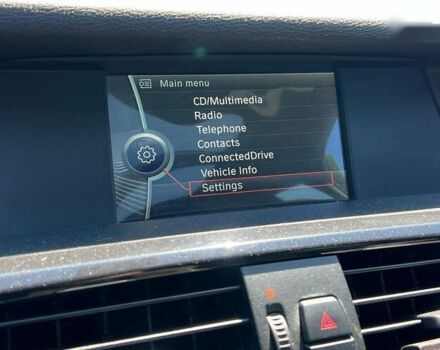 Main menu
CD/Multimedia
Radio
Telephone
Contacts
ConnectedDrive
Vehicle Info
Settings